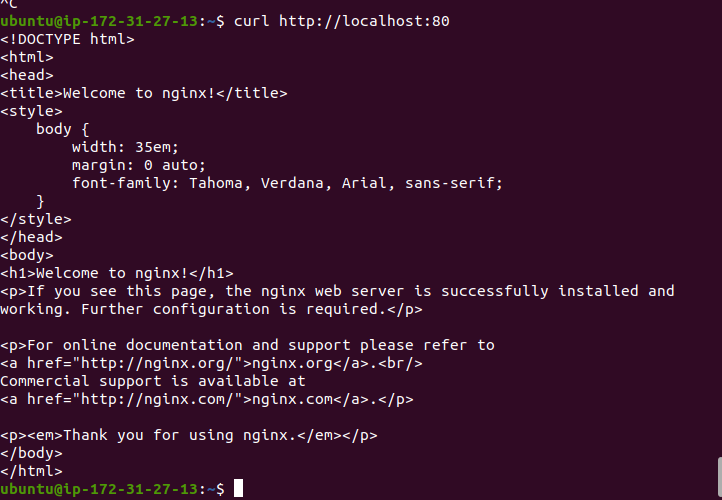 ^C
ubuntu@ip-172-31-27-13:~$ curl http://localhost:80
<!DOCTYPE html>
<html>
<head>
<title>Welcome to nginx!</title>
<style>
    body {
        width: 35em;
        margin: 0 auto;
        font-family: Tahoma, Verdana, Arial, sans-serif;
    }
</style>
</head>
<body>
<h1>Welcome to nginx!</h1>
<p>If you see this page, the nginx web server is successfully installed and
working. Further configuration is required.</p>

<p>For online documentation and support please refer to
<a href="http://nginx.org/">nginx.org</a>.<br/>
Commercial support is available at
<a href="http://nginx.com/">nginx.com</a>.</p>

<p><em>Thank you for using nginx.</em></p>
</body>
</html>
ubuntu@ip-172-31-27-13:~$